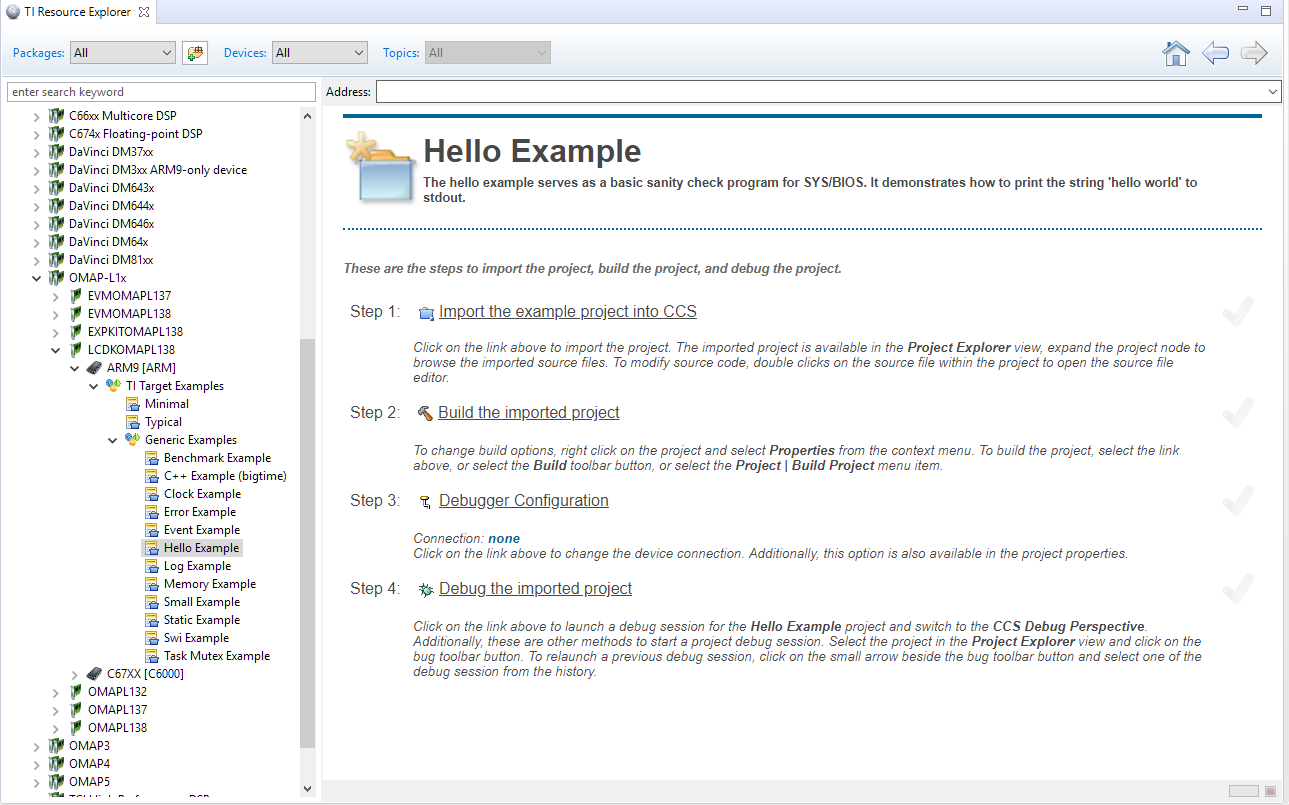 TI Resource Explorer
Packages: All Devices: All Topics: All
enter search keyword
Address:
C66xx Multicore DSP
C674x Floating-point DSP
DaVinci DM37xx
DaVinci DM3xx ARM9-only device
DaVinci DM643x
DaVinci DM644x
DaVinci DM646x
DaVinci DM64x
DaVinci DM81xx
OMAP-L1x
EVMOMAPL137
EVMOMAPL138
EXPKITOMAPL138
LCDKOMAPL138
ARM9 [ARM]
TI Target Examples
Minimal
Typical
Generic Examples
Benchmark Example
C++ Example (bigtime)
Clock Example
Error Example
Event Example
Hello Example
Log Example
Memory Example
Small Example
Static Example
Swi Example
Task Mutex Example
C67XX [C6000]
OMAPL132
OMAPL137
OMAPL138
OMAP3
OMAP4
OMAP5
Hello Example
The hello example serves as a basic sanity check program for SYS/BIOS. It demonstrates how to print the string 'hello world' to
stdout.
These are the steps to import the project, build the project, and debug the project.
Step 1: Import the example project into CCS
Click on the link above to import the project. The imported project is available in the Project Explorer view, expand the project node to
browse the imported source files. To modify source code, double clicks on the source file within the project to open the source file
editor.
Step 2: Build the imported project
To change build options, right click on the project and select Properties from the context menu. To build the project, select the link
above, or select the Build toolbar button, or select the Project | Build Project menu item.
Step 3: Debugger Configuration
Connection: none
Click on the link above to change the device connection. Additionally, this option is also available in the project properties.
Step 4: Debug the imported project
Click on the link above to launch a debug session for the Hello Example project and switch to the CCS Debug Perspective.
Additionally, these are other methods to start a project debug session. Select the project in the Project Explorer view and click on the
bug toolbar button. To relaunch a previous debug session, click on the small arrow beside the bug toolbar button and select one of the
debug session from the history.